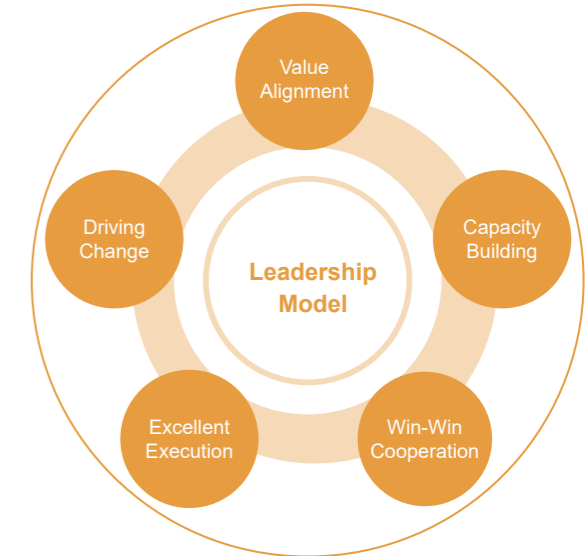 Value
Alignment
Driving
Change
Capacity
Building
Leadership
Model
Excellent
Execution
Win-Win
Cooperation